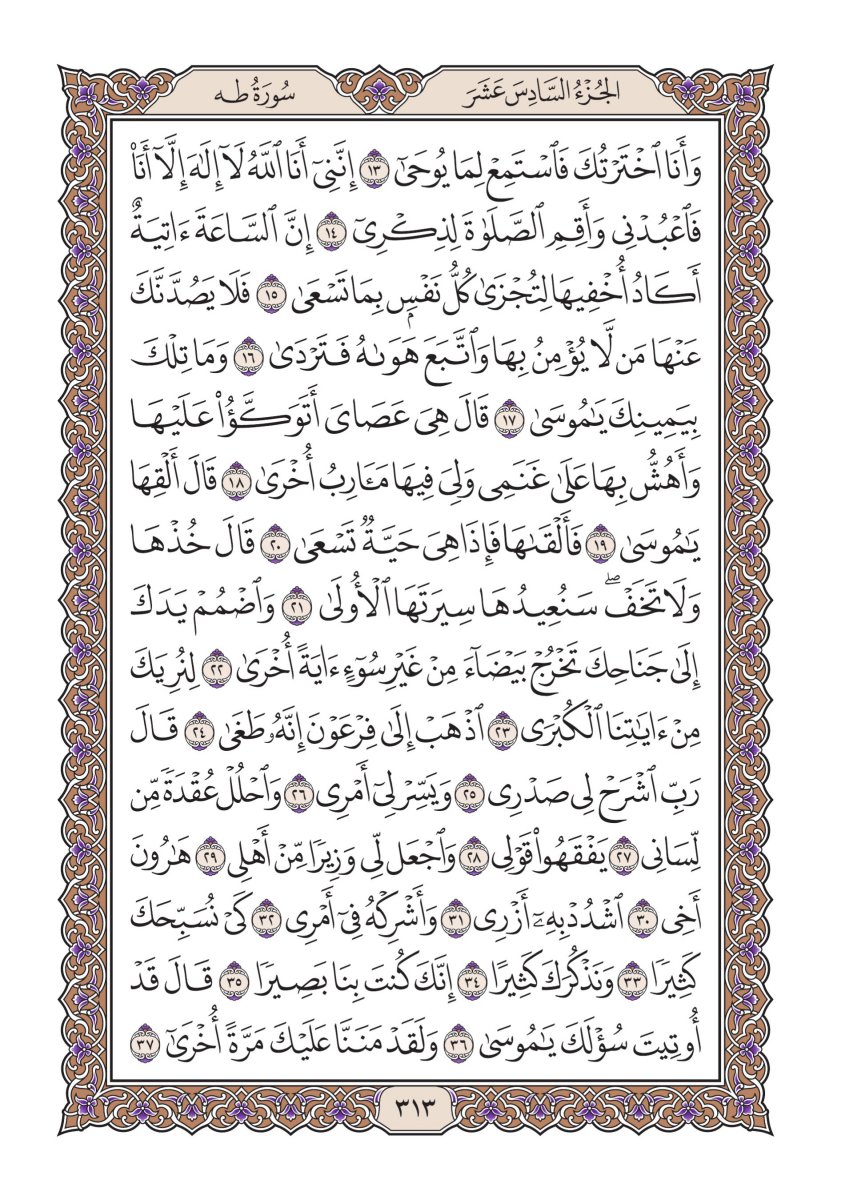 الجُزْءُ السَّادِسَ عَشَرَ
سُورَةُ طه
وَأَنَا ٱخْتَرْتُكَ فَٱسْتَمِعْ لِمَا يُوحَىٰٓ ١٣ إِنَّنِىٓ أَنَا ٱللَّهُ لَآ إِلَٰهَ إِلَّآ أَنَا۠
فَٱعْبُدْنِى وَأَقِمِ ٱلصَّلَوٰةَ لِذِكْرِىٓ ١٤ إِنَّ ٱلسَّاعَةَ ءَاتِيَةٌ
أَكَادُ أُخْفِيهَا لِتُجْزَىٰ كُلُّ نَفْسٍۭ بِمَا تَسْعَىٰ ١٥ فَلَا يَصُدَّنَّكَ
عَنْهَا مَن لَّا يُؤْمِنُ بِهَا وَٱتَّبَعَ هَوَىٰهُ فَتَرْدَىٰ ١٦ وَمَا تِلْكَ
بِيَمِينِكَ يَٰمُوسَىٰ ١٧ قَالَ هِىَ عَصَاىَ أَتَوَكَّؤُا۟ عَلَيْهَا
وَأَهُشُّ بِهَا عَلَىٰ غَنَمِى وَلِىَ فِيهَا مَـَٔارِبُ أُخْرَىٰ ١٨ قَالَ أَلْقِهَا
يَٰمُوسَىٰ ١٩ فَأَلْقَىٰهَا فَإِذَا هِىَ حَيَّةٌ تَسْعَىٰ ٢٠ قَالَ خُذْهَا
وَلَا تَخَفْ ۖ سَنُعِيدُهَا سِيرَتَهَا ٱلْأُولَىٰ ٢١ وَٱضْمُمْ يَدَكَ
إِلَىٰ جَنَاحِكَ تَخْرُجْ بَيْضَآءَ مِنْ غَيْرِ سُوٓءٍ ءَايَةً أُخْرَىٰ ٢٢ لِنُرِيَكَ
مِنْ ءَايَٰتِنَا ٱلْكُبْرَى ٢٣ ٱذْهَبْ إِلَىٰ فِرْعَوْنَ إِنَّهُۥ طَغَىٰ ٢٤ قَالَ
رَبِّ ٱشْرَحْ لِى صَدْرِى ٢٥ وَيَسِّرْ لِىٓ أَمْرِى ٢٦ وَٱحْلُلْ عُقْدَةً مِّن
لِّسَانِى ٢٧ يَفْقَهُوا۟ قَوْلِى ٢٨ وَٱجْعَل لِّى وَزِيرًا مِّنْ أَهْلِى ٢٩ هَٰرُونَ
أَخِى ٣٠ ٱشْدُدْ بِهِۦٓ أَزْرِى ٣١ وَأَشْرِكْهُ فِىٓ أَمْرِى ٣٢ كَىْ نُسَبِّحَكَ
كَثِيرًا ٣٣ وَنَذْكُرَكَ كَثِيرًا ٣٤ إِنَّكَ كُنتَ بِنَا بَصِيرًا ٣٥ قَالَ قَدْ
أُوتِيتَ سُؤْلَكَ يَٰمُوسَىٰ ٣٦ وَلَقَدْ مَنَنَّا عَلَيْكَ مَرَّةً أُخْرَىٰٓ ٣٧
٣١٣